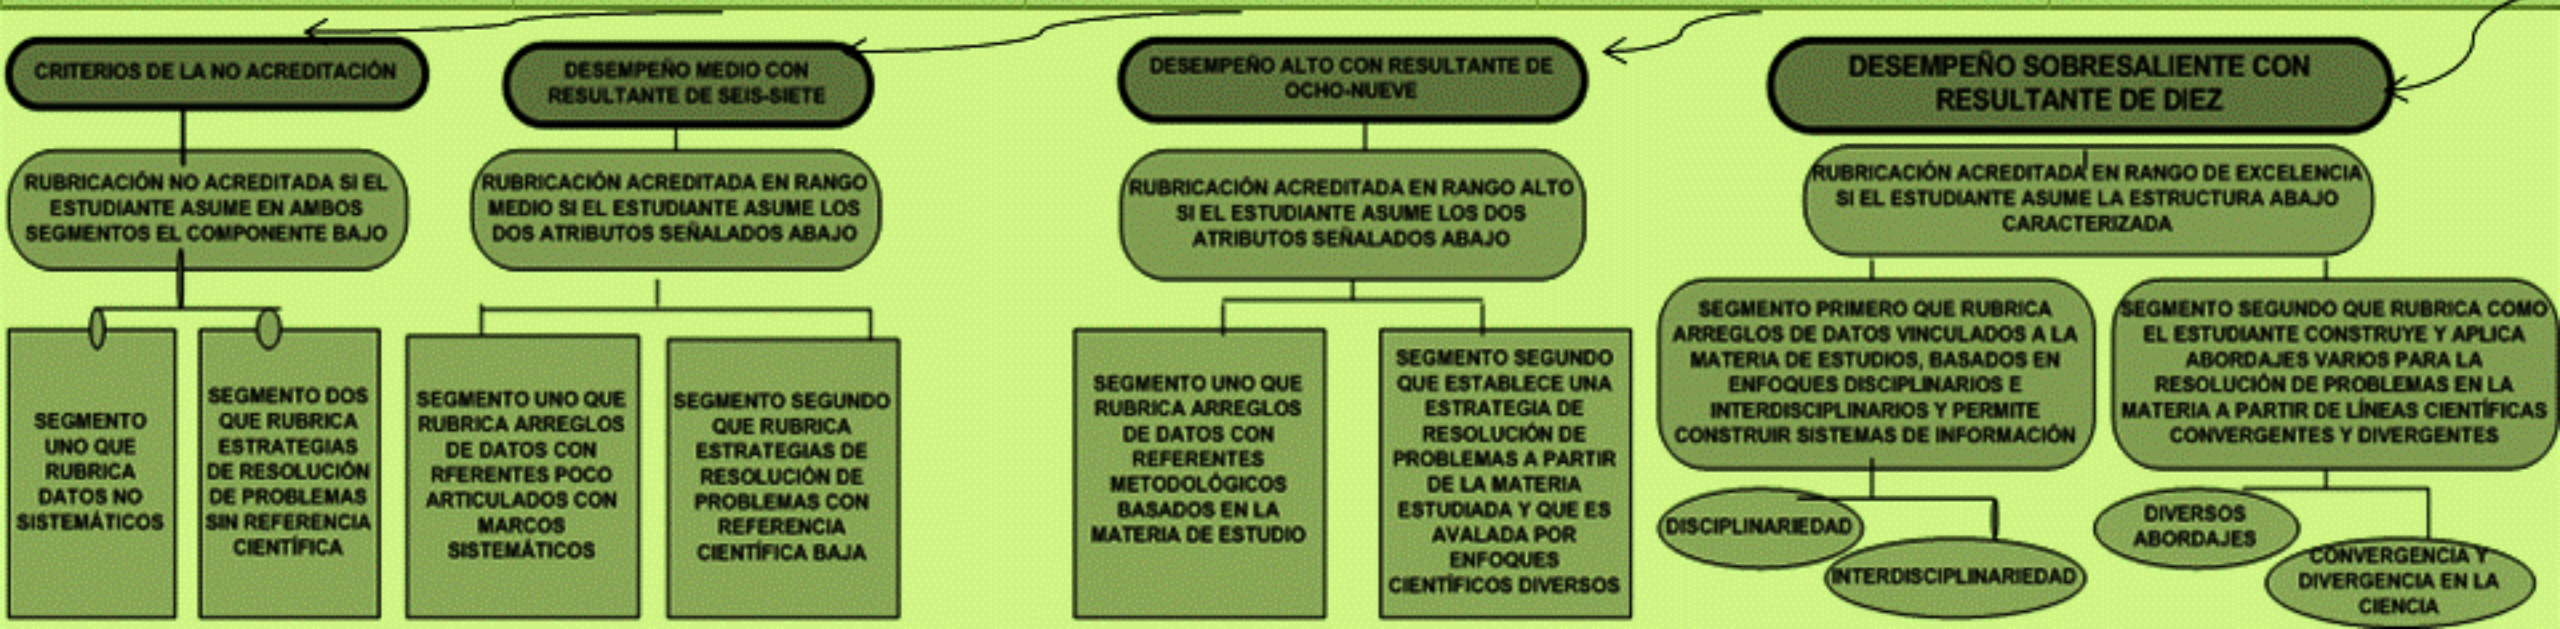 CRITERIOS DE LA NO ACREDITACIÓN
RUBRICACIÓN NO ACREDITADA SI EL
ESTUDIANTE ASUME EN AMBOS
SEGMENTOS EL COMPONENTE BAJO
SEGMENTO
UNO QUE
RUBRICA
DATOS NO
SISTEMÁTICOS
SEGMENTO DOS
QUE RUBRICA
ESTRATEGIAS
DE RESOLUCIÓN
DE PROBLEMAS
SIN REFERENCIA
CIENTÍFICA
DESEMPEÑO MEDIO CON
RESULTANTE DE SEIS-SIETE
RUBRICACIÓN ACREDITADA EN RANGO
MEDIO SI EL ESTUDIANTE ASUME LOS
DOS ATRIBUTOS SEÑALADOS ABAJO
SEGMENTO UNO QUE
RUBRICA ARREGLOS
DE DATOS CON
RFERENTES POCO
ARTICULADOS CON
MARCOS
SISTEMÁTICOS
SEGMENTO SEGUNDO
QUE RUBRICA
ESTRATEGIAS DE
RESOLUCIÓN DE
PROBLEMAS CON
REFERENCIA
CIENTÍFICA BAJA
DESEMPEÑO ALTO CON RESULTANTE DE
OCHO-NUEVE
RUBRICACIÓN ACREDITADA EN RANGO ALTO
SI EL ESTUDIANTE ASUME LOS DOS
ATRIBUTOS SEÑALADOS ABAJO
SEGMENTO UNO QUE
RUBRICA ARREGLOS
DE DATOS CON
REFERENTES
METODOLÓGICOS
BASADOS EN LA
MATERIA DE ESTUDIO
SEGMENTO SEGUNDO
QUE ESTABLECE UNA
ESTRATEGIA DE
RESOLUCIÓN DE
PROBLEMAS A PARTIR
DE LA MATERIA
ESTUDIADA Y QUE ES
AVALADA POR
ENFOQUES
CIENTÍFICOS DIVERSOS
DESEMPEÑO SOBRESALIENTE CON
RESULTANTE DE DIEZ
RUBRICACIÓN ACREDITADA EN RANGO DE EXCELENCIA
SI EL ESTUDIANTE ASUME LA ESTRUCTURA ABAJO
CARACTERIZADA
SEGMENTO PRIMERO QUE RUBRICA
ARREGLOS DE DATOS VINCULADOS A LA
MATERIA DE ESTUDIOS, BASADOS EN
ENFOQUES DISCIPLINARIOS E
INTERDISCIPLINARIOS Y PERMITE
CONSTRUIR SISTEMAS DE INFORMACIÓN
DISCIPLINARIEDAD
INTERDISCIPLINARIEDAD
SEGMENTO SEGUNDO QUE RUBRICA COMO
EL ESTUDIANTE CONSTRUYE Y APLICA
ABORDAJES VARIOS PARA LA
RESOLUCIÓN DE PROBLEMAS EN LA
MATERIA A PARTIR DE LÍNEAS CIENTÍFICAS
CONVERGENTES Y DIVERGENTES
DIVERSOS
ABORDAJES
CONVERGENCIA Y
DIVERGENCIA EN LA
CIENCIA